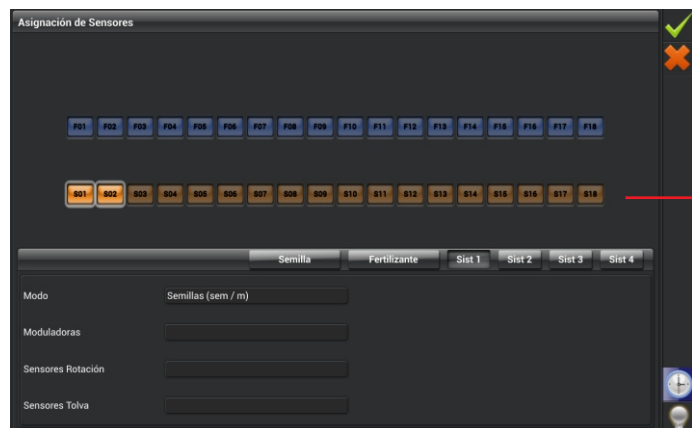 Asignación de Sensores
F01 F02 F03 F04 F05 F06 F07 F08 F09 F10 F11 F12 F13 F14 F15 F16 F17 F18
S01 S02 S03 S04 S05 S06 S07 S08 S09 S10 S11 S12 S13 S14 S15 S16 S17 S18
Semilla Fertilizante Sist 1 Sist 2 Sist 3 Sist 4
Modo Semillas (sem / m)
Moduladoras
Sensores Rotación
Sensores Tolva